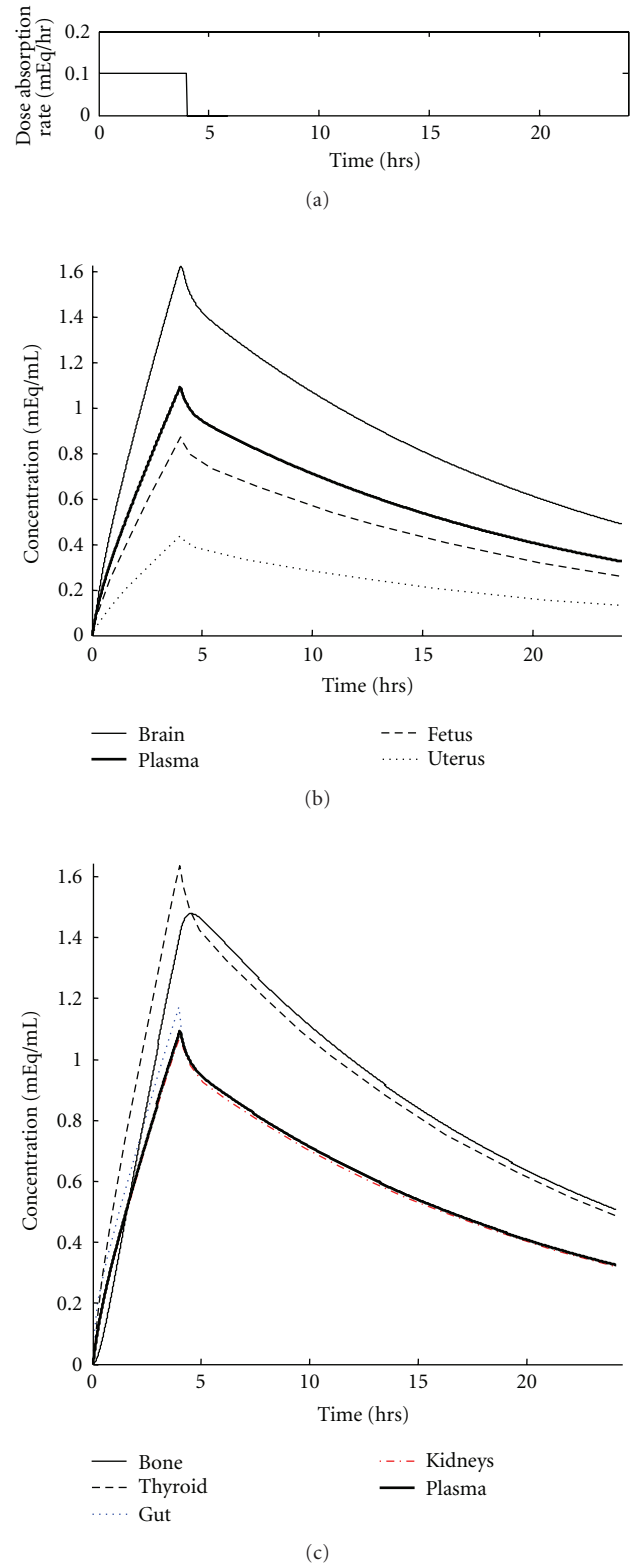 Dose absorption
rate (mEq/hr)
0.2
0.1
0
0
5
10
15
20
Time (hrs)
(a)
Concentration (mEq/mL)
1.6
1.4
1.2
1
0.8
0.6
0.4
0.2
0
0
5
10
15
20
Time (hrs)
Brain
Plasma
Fetus
Uterus
(b)
Concentration (mEq/mL)
1.6
1.4
1.2
1
0.8
0.6
0.4
0.2
0
0
5
10
15
20
Time (hrs)
Bone
Thyroid
Gut
Kidneys
Plasma
(c)